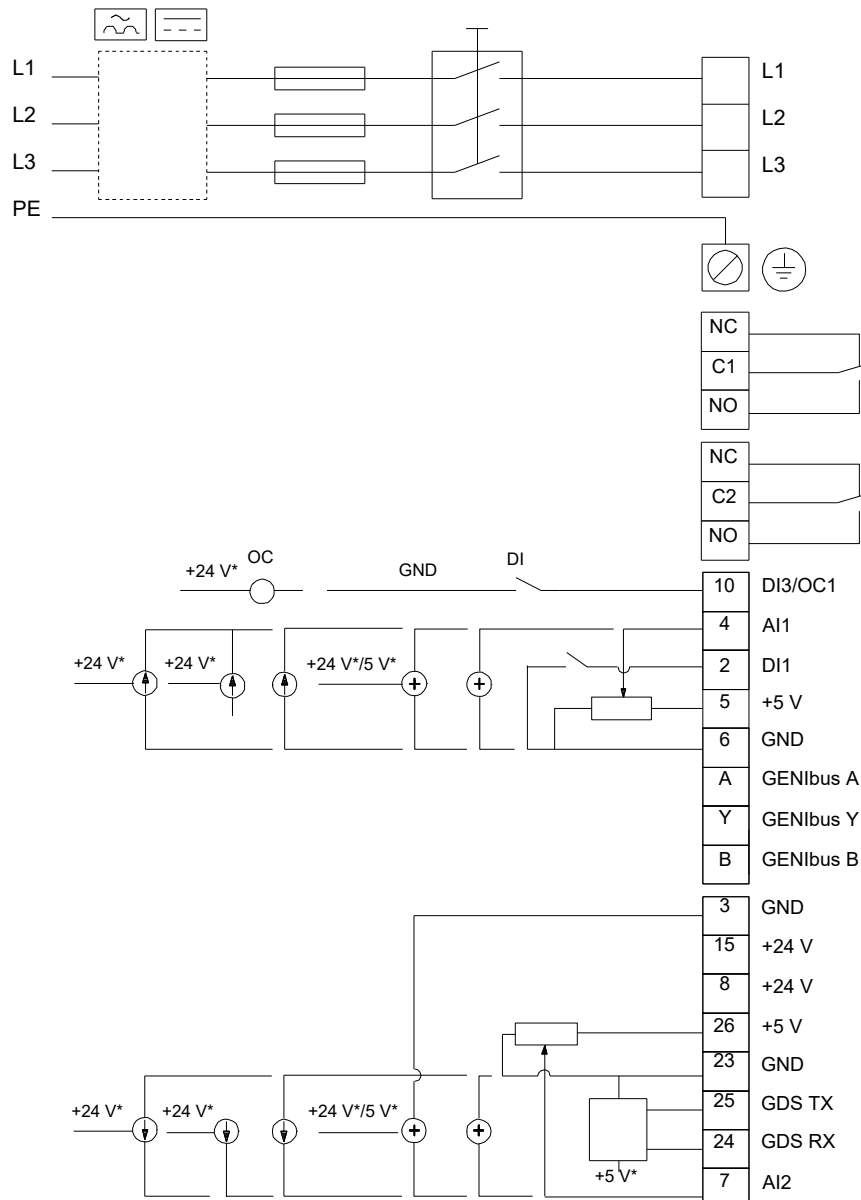 L1
L1
L2
L2
L3
L3
PE
NC
C1
NO
NC
C2
NO
+24 V* OC GND DI 10 DI3/OC1
4 AI1
+24 V* +24 V* +24 V*/5 V* 2 DI1
5 +5 V
6 GND
A GENIbus A
Y GENIbus Y
B GENIbus B
3 GND
15 +24 V
8 +24 V
26 +5 V
23 GND
+24 V* +24 V* +24 V*/5 V* 25 GDS TX
24 GDS RX
+5 V* 7 AI2